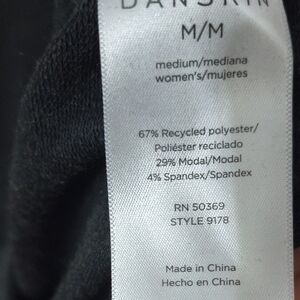 DANSKIN
M/M
medium/mediana
women's/mujeres
67% Recycled polyester/
Poliéster reciclado
29% Modal/Modal
4% Spandex/Spandex
RN 50369
STYLE 9178
Made in China
Hecho en China